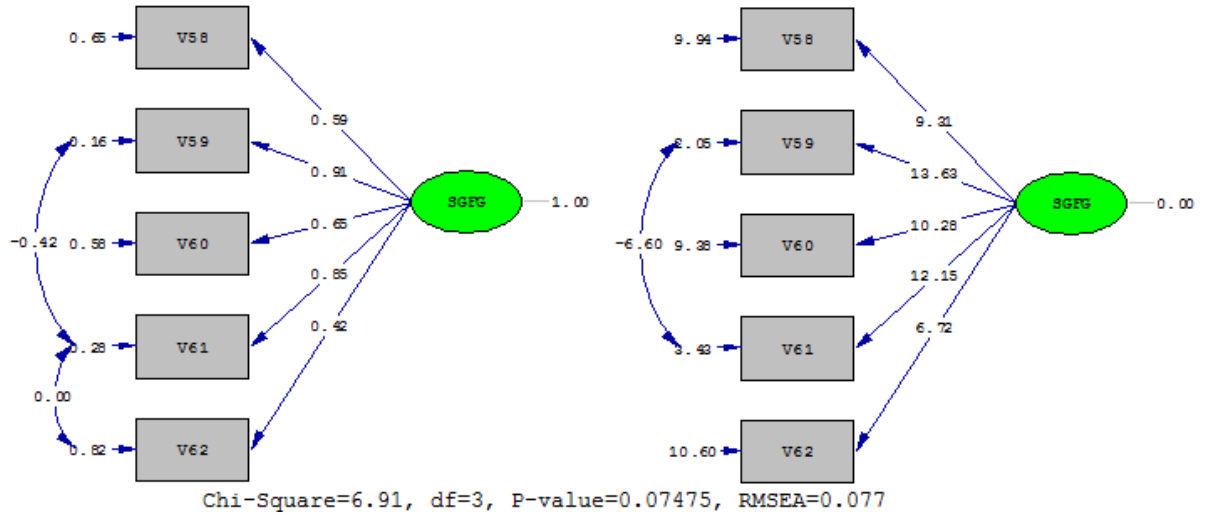 0.65
V58
0.59
0.16
V59
0.91
SGFG
1.00
-0.42
0.58
V60
0.65
0.85
0.28
V61
0.42
0.00
0.82
V62
9.94
V58
9.31
2.05
V59
13.63
SGFG
0.00
-6.60
9.38
V60
10.28
12.15
3.43
V61
6.72
10.60
V62
Chi-Square=6.91, df=3, P-value=0.07475, RMSEA=0.077